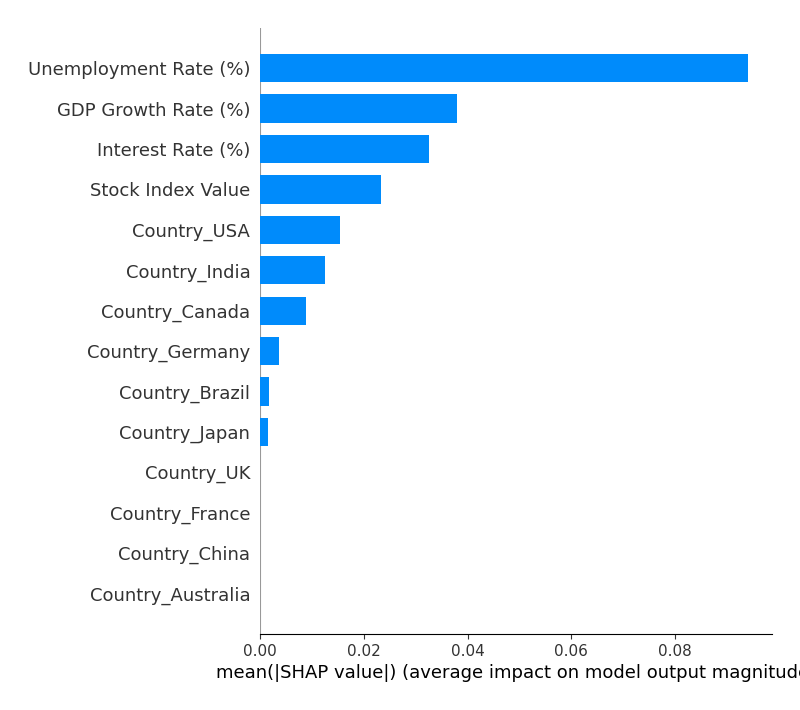 Unemployment Rate (%)
GDP Growth Rate (%)
Interest Rate (%)
Stock Index Value
Country_USA
Country_India
Country_Canada
Country_Germany
Country_Brazil
Country_Japan
Country_UK
Country_France
Country_China
Country_Australia
0.00 0.02 0.04 0.06 0.08
mean(|SHAP value|) (average impact on model output magnitude